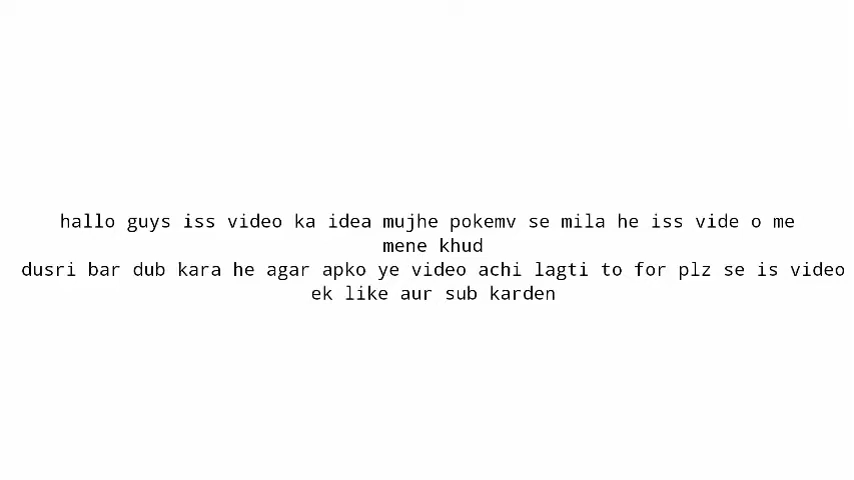 hallo guys iss video ka idea mujhe pokemv se mila he iss vide o me
mene khud
dusri bar dub kara he agar apko ye video achi lagti to for plz se is video
ek like aur sub karden